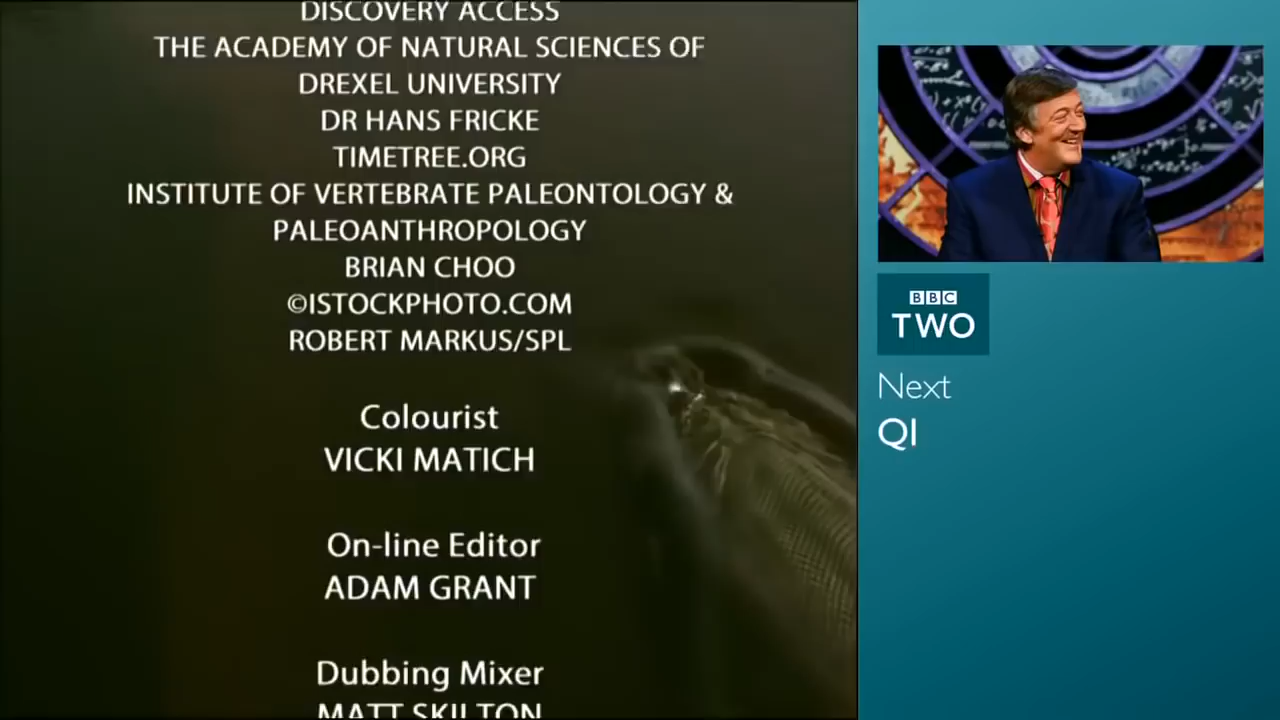 DISCOVERY ACCESS
THE ACADEMY OF NATURAL SCIENCES OF
DREXEL UNIVERSITY
DR HANS FRICKE
TIMETREE.ORG
INSTITUTE OF VERTEBRATE PALEONTOLOGY &
PALEOANTHROPOLOGY
BRIAN CHOO
©ISTOCKPHOTO.COM
ROBERT MARKUS/SPL
Colourist
VICKI MATICH
On-line Editor
ADAM GRANT
Dubbing Mixer
MATT SKILTON
BBC
TWO
Next
QI